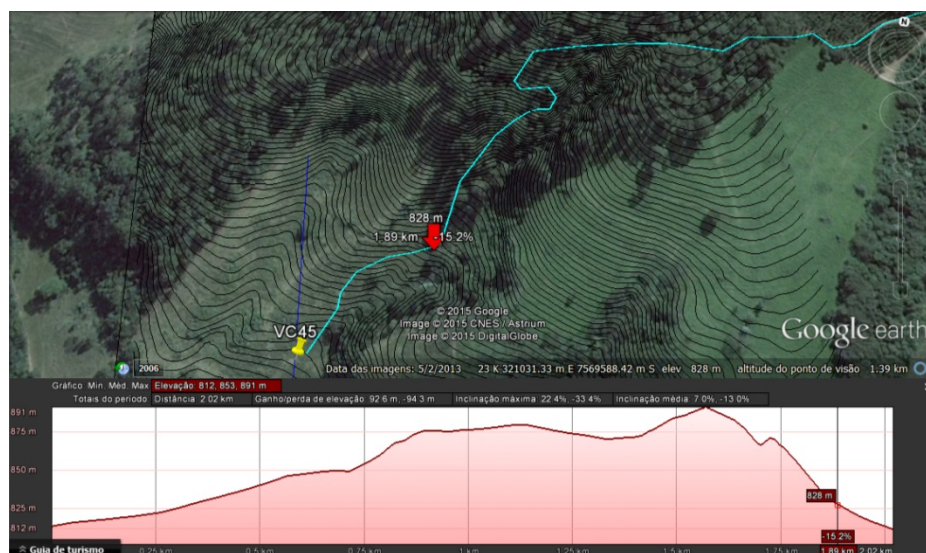 N
828 m
1.89 km -15.2%
VC45
© 2015 Google
Image © 2015 CNES / Astrium
Image © 2015 DigitalGlobe
Google earth
2006
Data das imagens: 5/2/2013 23 K 321031.33 m E 7569588.42 m S elev 828 m altitude do ponto de visão 1.39 km
Gráfico Mín. Méd. Max. Elevação: 812, 853, 891 m
Totais do período Distância: 2.02 km Ganho/perda de elevação: 92.6 m, -94.3 m Inclinação máxima: 22.4%, -33.4% Inclinação média: 7.0%, -13.0%
891 m
875 m
850 m
828 m
825 m
812 m
-15.2%
Guia de turismo 0.25 km 0.5 km 0.75 km 1 km 1.25 km 1.5 km 1.75 km 1.89 km 2.02 km